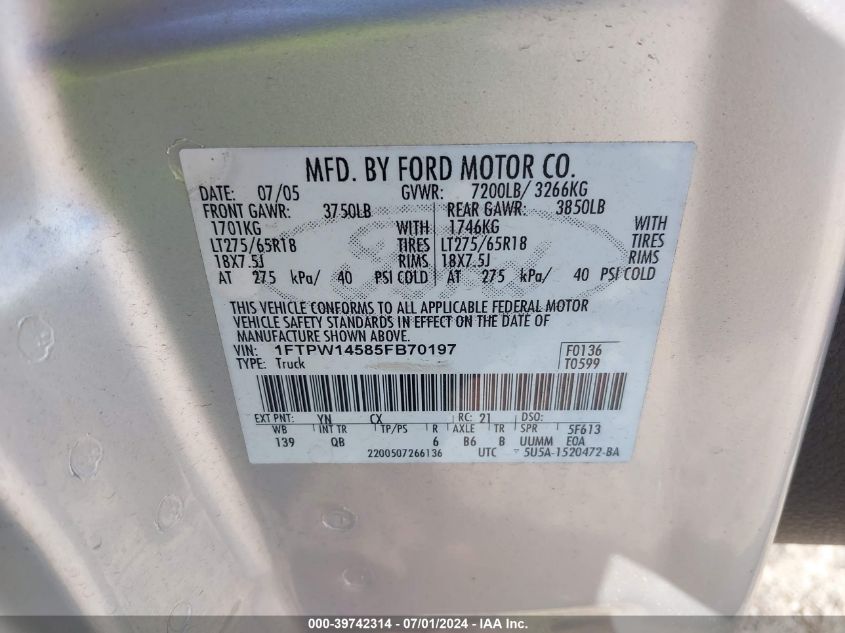 MFD. BY FORD MOTOR CO.
DATE: 07/05 GVWR: 7200LB/ 3266KG
FRONT GAWR: 3750LB REAR GAWR: 3850LB
1701KG WITH 1746KG WITH
LT275/65R18 TIRES LT275/65R18 TIRES
18X7.5J RIMS 18X7.5J RIMS
AT 275 kPa/ 40 PSI COLD AT 275 kPa/ 40 PSI COLD
THIS VEHICLE CONFORMS TO ALL APPLICABLE FEDERAL MOTOR
VEHICLE SAFETY STANDARDS IN EFFECT ON THE DATE OF
MANUFACTURE SHOWN ABOVE.
VIN: 1FTPW14585FB70197 F0136
TYPE: Truck T0599
EXT PNT: YN CX RC: 21 DSO:
WB INT TR TP/PS R AXLE TR SPR 5F613
139 QB 6 B6 B UUMM E0A
2200507266136 UTC 5U5A-1520472-BA
000-39742314 - 07/01/2024 - IAA Inc.